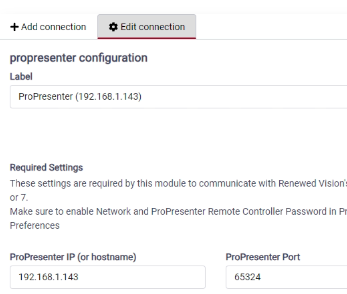 Add connection
Edit connection
propresenter configuration
Label
ProPresenter (192.168.1.143)
Required Settings
These settings are required by this module to communicate with Renewed Vision's
or 7.
Make sure to enable Network and ProPresenter Remote Controller Password in Pr
Preferences
ProPresenter IP (or hostname) ProPresenter Port
192.168.1.143 65324